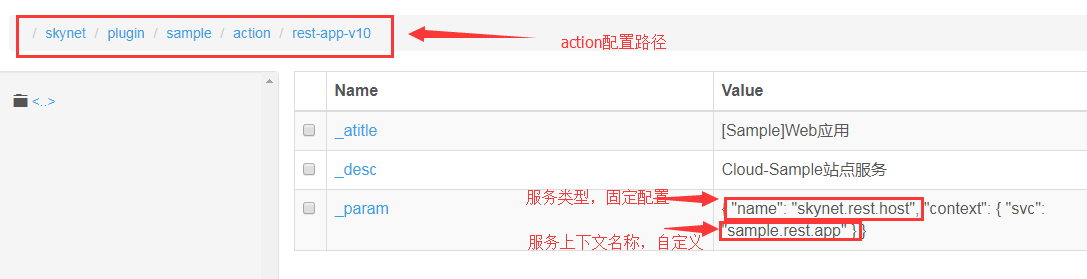 / skynet / plugin / sample / action / rest-app-v10
action配置路径
<..>
Name Value
_atitle [Sample]Web应用
_desc Cloud-Sample站点服务
服务类型，固定配置
_param { "name": "skynet.rest.host", "context": { "svc":
"sample.rest.app" } }
服务上下文名称，自定义